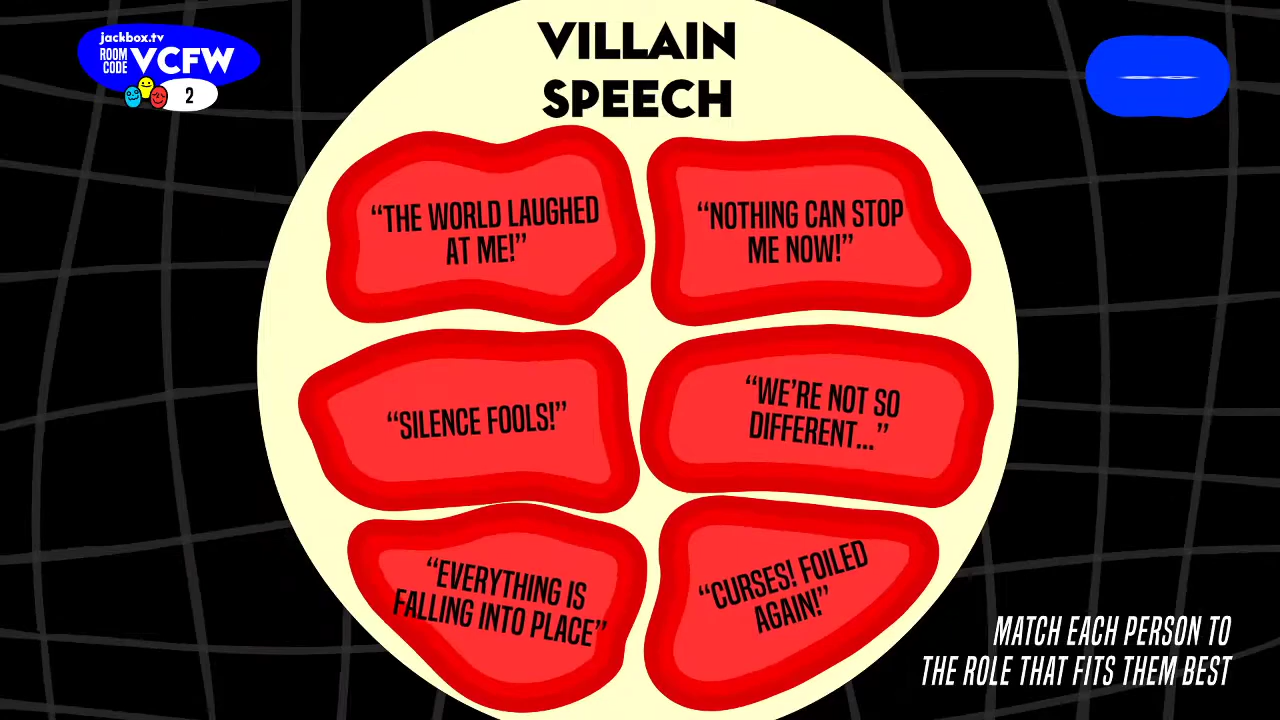 jackbox.tv
ROOM
CODE
VCFW
2
VILLAIN
SPEECH
“THE WORLD LAUGHED
AT ME!”
“NOTHING CAN STOP
ME NOW!”
“SILENCE FOOLS!”
“WE’RE NOT SO
DIFFERENT...”
“EVERYTHING IS
FALLING INTO PLACE”
“CURSES! FOILED
AGAIN!”
MATCH EACH PERSON TO
THE ROLE THAT FITS THEM BEST